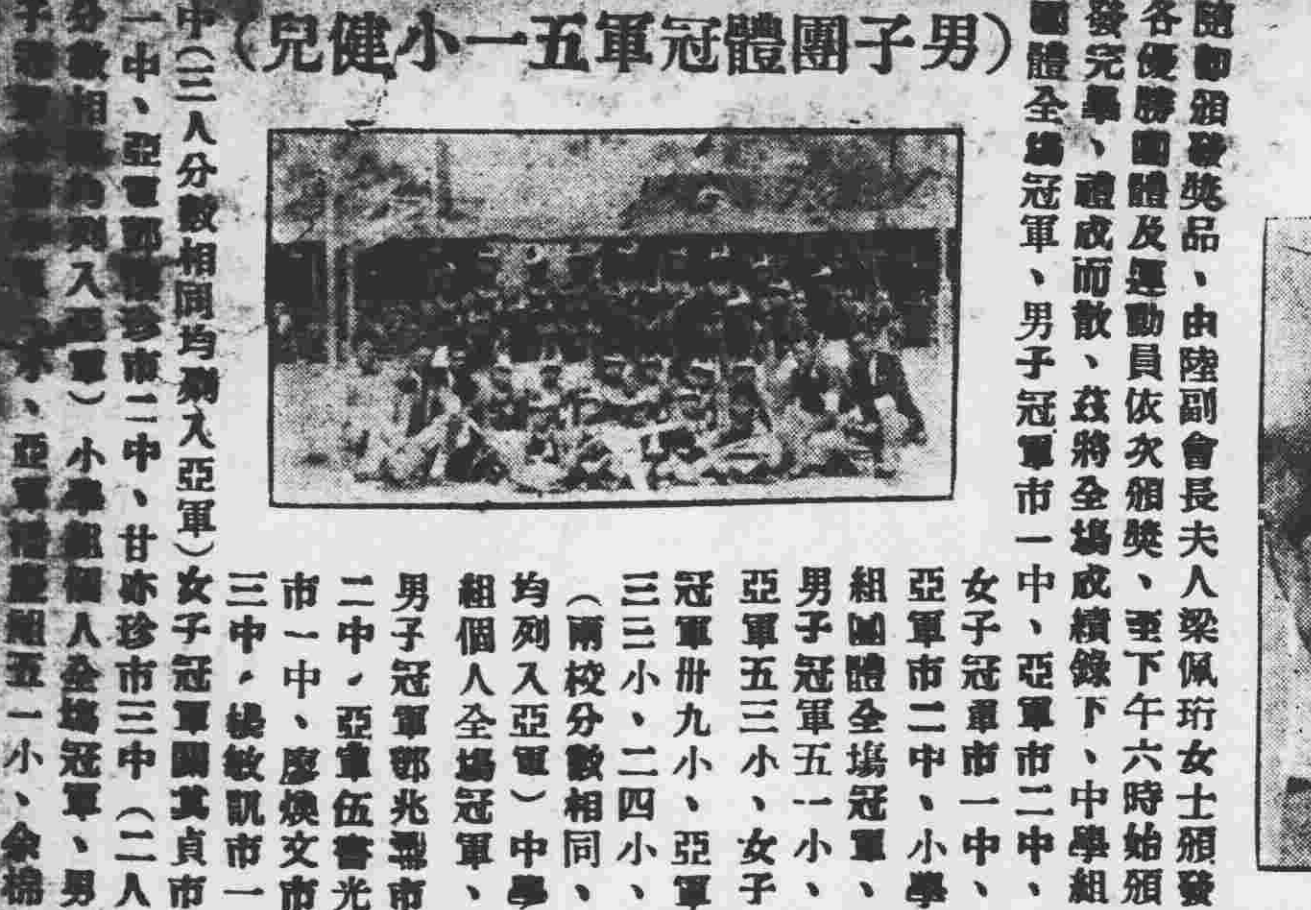 （男子團體冠軍五一小健兒）
隨即頒發獎品、由陸副會長夫人梁佩珩女士頒發
各優勝團體及運動員依次頒獎、至下午六時始頒
發完畢、禮成而散、茲將全塲成績錄下、中學組
團體全塲冠軍、男子冠軍市一中、亞軍市二中、
女子冠軍市一中、
亞軍市二中、小學
組團體全塲冠軍、
男子冠軍五一小、
亞軍五三小、女子
冠軍卅九小、亞軍
三三小、二四小、
（兩校分數相同、
均列入亞軍）中學
組個人全塲冠軍、
男子冠軍鄧兆飛市
二中，亞軍伍書光
市一中、廖煥文市
三中，楊敏訊市一
中（三人分數相同均列入亞軍）女子冠軍關其貞市
一中、亞軍鄧 珍市二中、甘亦珍市三中（二人
分數相同均列入亞軍）小學組個人全塲冠軍、男
小、亞軍 五一小、余棉